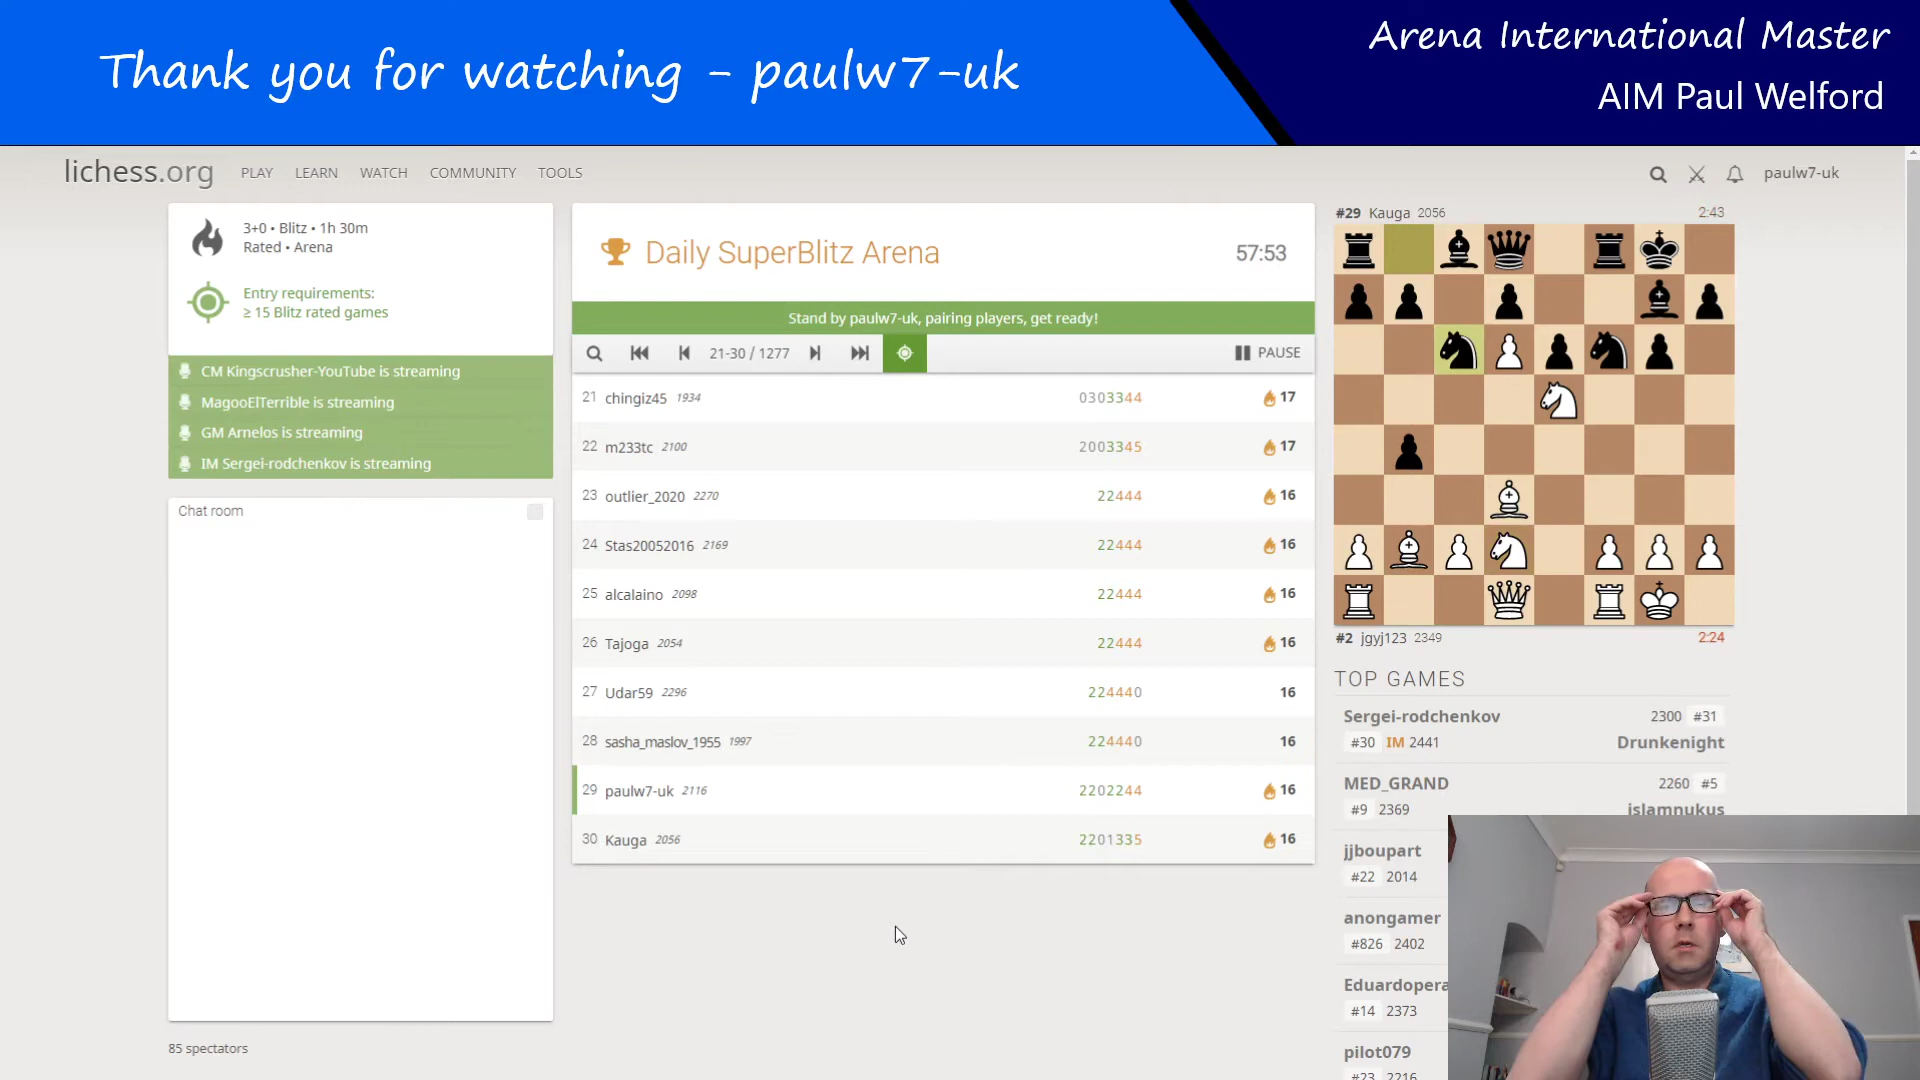 Thank you for watching - paulw7-uk
Arena International Master
AIM Paul Welford
lichess.org PLAY LEARN WATCH COMMUNITY TOOLS paulw7-uk
3+0 • Blitz • 1h 30m
Rated • Arena
Entry requirements:
≥ 15 Blitz rated games
CM Kingscrusher-YouTube is streaming
MagooElTerrible is streaming
GM Arnelos is streaming
IM Sergei-rodchenkov is streaming
Chat room
85 spectators
Daily SuperBlitz Arena 57:53
Stand by paulw7-uk, pairing players, get ready!
21-30 / 1277 PAUSE
21 chingiz45 1934 0303344 17
22 m233tc 2100 2003345 17
23 outlier_2020 2270 22444 16
24 Stas20052016 2169 22444 16
25 alcalaino 2098 22444 16
26 Tajoga 2054 22444 16
27 Udar59 2296 224440 16
28 sasha_maslov_1955 1997 224440 16
29 paulw7-uk 2116 2202244 16
30 Kauga 2056 2201335 16
#29 Kauga 2056 2:43
#2 jgyj123 2349 2:24
TOP GAMES
Sergei-rodchenkov 2300 #31
#30 IM 2441 Drunkenight
MED_GRAND 2260 #5
#9 2369 islamnukus
jjboupart
#22 2014
anongamer
#826 2402
Eduardopera
#14 2373
pilot079
#23 2216